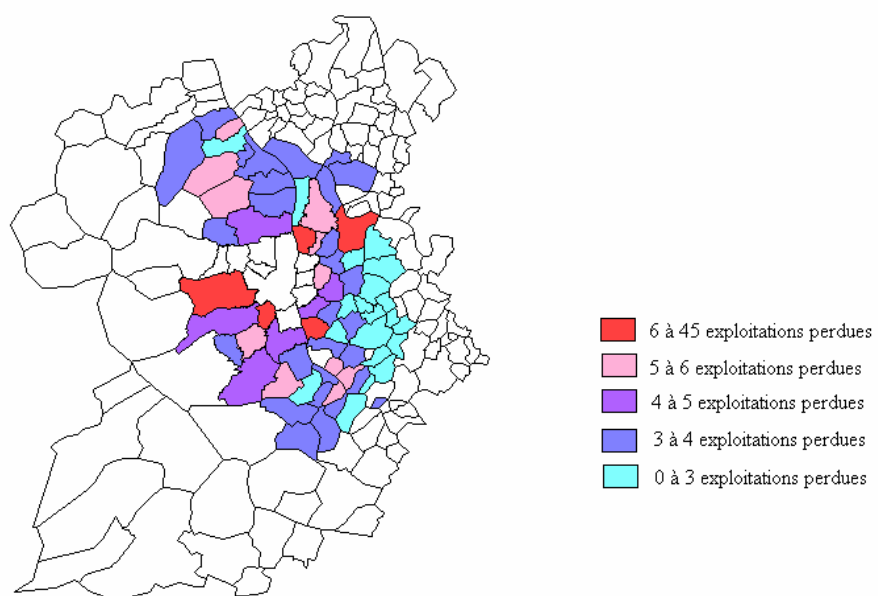 6 à 45 exploitations perdues
5 à 6 exploitations perdues
4 à 5 exploitations perdues
3 à 4 exploitations perdues
0 à 3 exploitations perdues